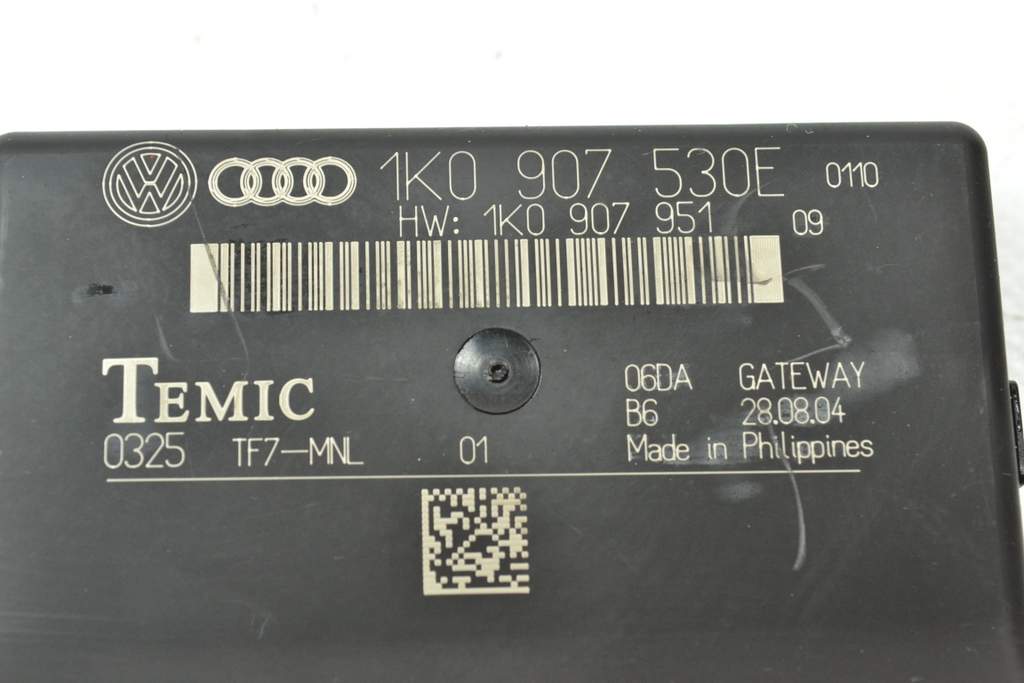 1K0 907 530E 0110
HW: 1K0 907 951 09
TEMIC
06DA GATEWAY
B6 28.08.04
0325 TF7-MNL 01 Made in Philippines